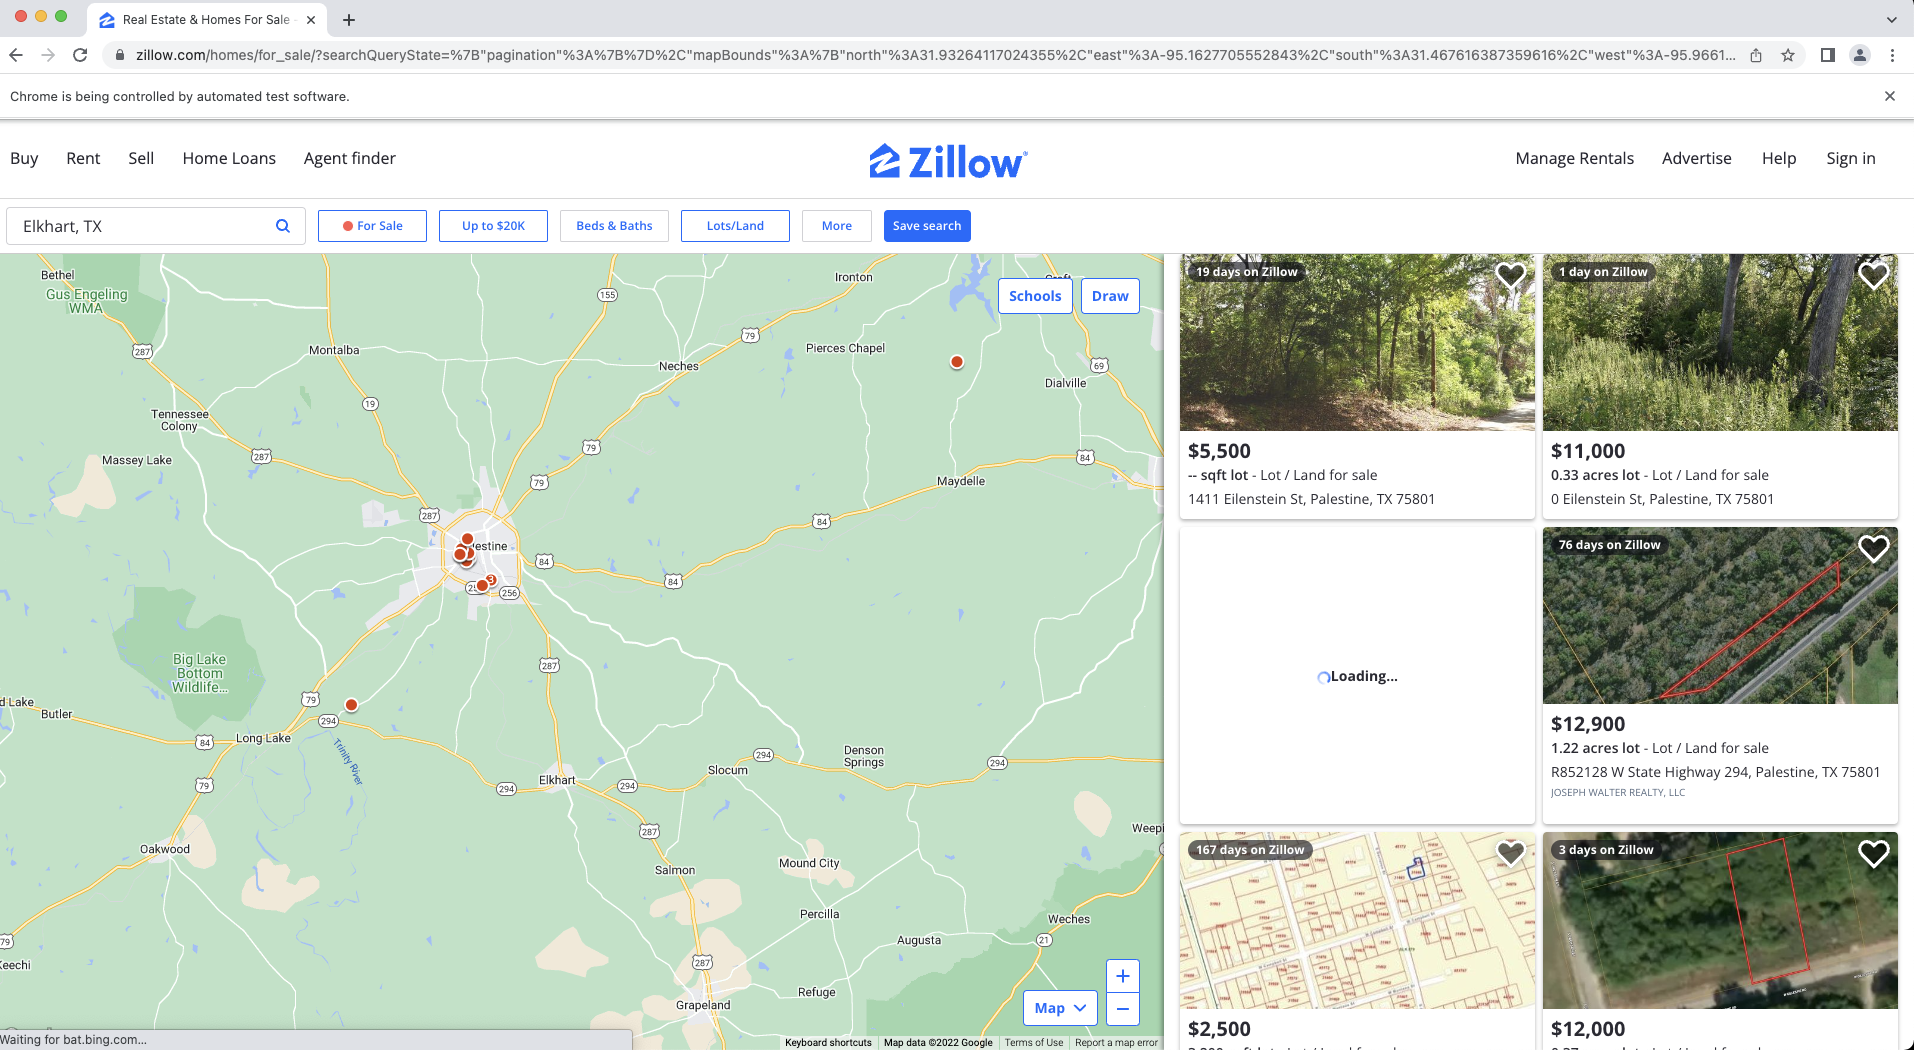 Real Estate & Homes For Sale
zillow.com/homes/for_sale/?searchQueryState=%7B"pagination"%3A%7B%7D%2C"mapBounds"%3A%7B"north"%3A31.93264117024355%2C"east"%3A-95.1627705552843%2C"south"%3A31.467616387359616%2C"west"%3A-95.9661...
Chrome is being controlled by automated test software.
Buy Rent Sell Home Loans Agent finder Zillow Manage Rentals Advertise Help Sign in
Elkhart, TX For Sale Up to $20K Beds & Baths Lots/Land More Save search
Schools Draw
Bethel
Gus Engeling
WMA
Ironton
155
79
287
Montalba
Pierces Chapel
Neches
69
Dialville
19
Tennessee
Colony
79
287
Massey Lake
84
Maydelle
79
287
84
estine
84
84
3
256
287
Big Lake
Bottom
Wildlife...
79
d Lake
Butler
294
84
Long Lake
Trinity River
Denson
Springs
294
294
Slocum
Elkhart
294
294
79
287
Weepi
Oakwood
Mound City
Salmon
Percilla
Weches
79
Augusta
21
Keechi
287
Refuge
Grapeland
+
Map
−
Waiting for bat.bing.com...
Keyboard shortcuts Map data ©2022 Google Terms of Use Report a map error
19 days on Zillow
$5,500
-- sqft lot - Lot / Land for sale
1411 Eilenstein St, Palestine, TX 75801
1 day on Zillow
$11,000
0.33 acres lot - Lot / Land for sale
0 Eilenstein St, Palestine, TX 75801
Loading...
76 days on Zillow
$12,900
1.22 acres lot - Lot / Land for sale
R852128 W State Highway 294, Palestine, TX 75801
JOSEPH WALTER REALTY, LLC
167 days on Zillow
$2,500
3 days on Zillow
$12,000